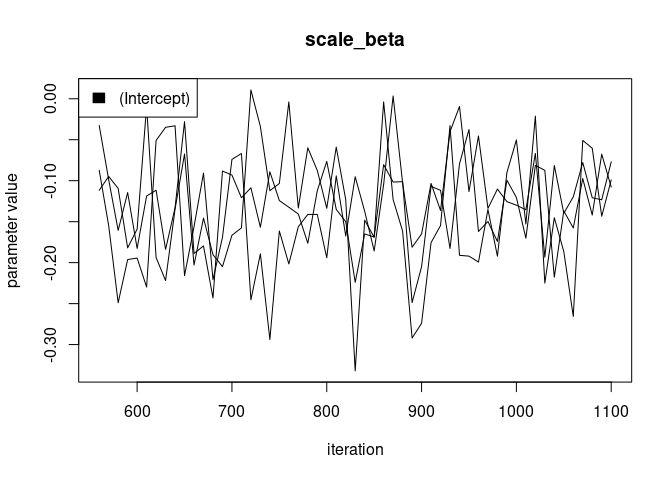 scale_beta
(Intercept)
0.00
-0.10
-0.20
-0.30
parameter value
600 700 800 900 1000 1100
iteration